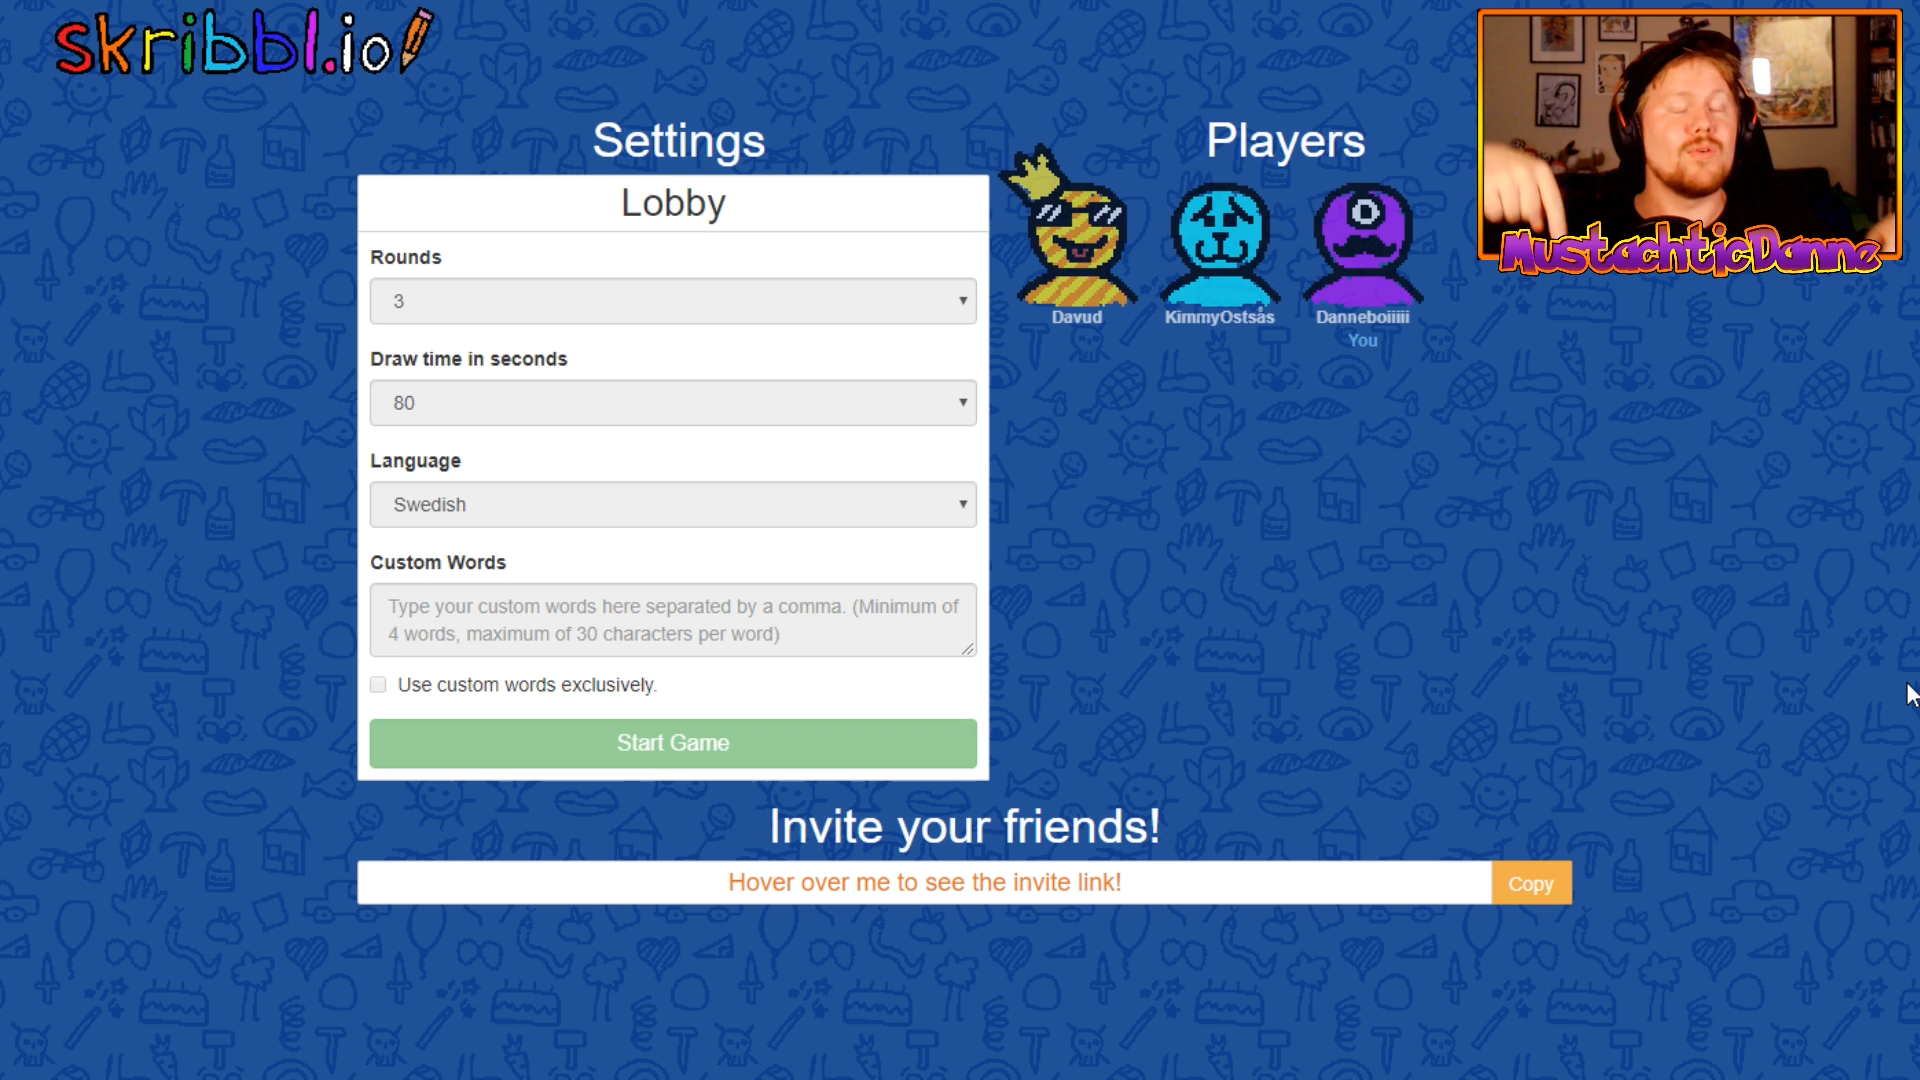 skribbl.io
MustachticDanne
Settings
Players
Lobby
Rounds
3
Draw time in seconds
80
Language
Swedish
Custom Words
Type your custom words here separated by a comma. (Minimum of
4 words, maximum of 30 characters per word)
Use custom words exclusively.
Start Game
Davud
KimmyOstsås
Danneboiiiii
You
Invite your friends!
Hover over me to see the invite link!
Copy